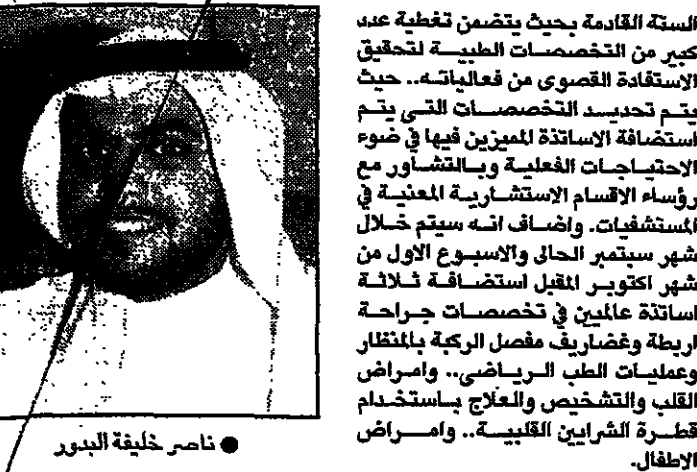 السنة القادمة بحيث يتضمن تغطية عدد
كبير من التخصصات الطبية لتحقيق
الاستفادة القصوى من فعالياته.. حيث
يتم تحديد التخصصات التى يتم
استضافة الاساتذة المميزين فيها في ضوء
الاحتياجات الفعلية وبالتشاور مع
رؤساء الاقسام الاستشارية المعنية في
المستشفيات. واضاف انه سيتم خلال
شهر سبتمبر الحالى والاسبوع الاول من
شهر اكتوبر المقبل استضافة ثلاثة
اساتذة عالميين في تخصصات جراحة
اربطة وغضاريف مفصل الركبة بالمنظار
وعمليات الطب الرياضى.. وامراض
القلب والتشخيص والعلاج باستخدام
قطرة الشرايين القلبية.. وامراض
الاطفال.
● ناصر خليفة البدور